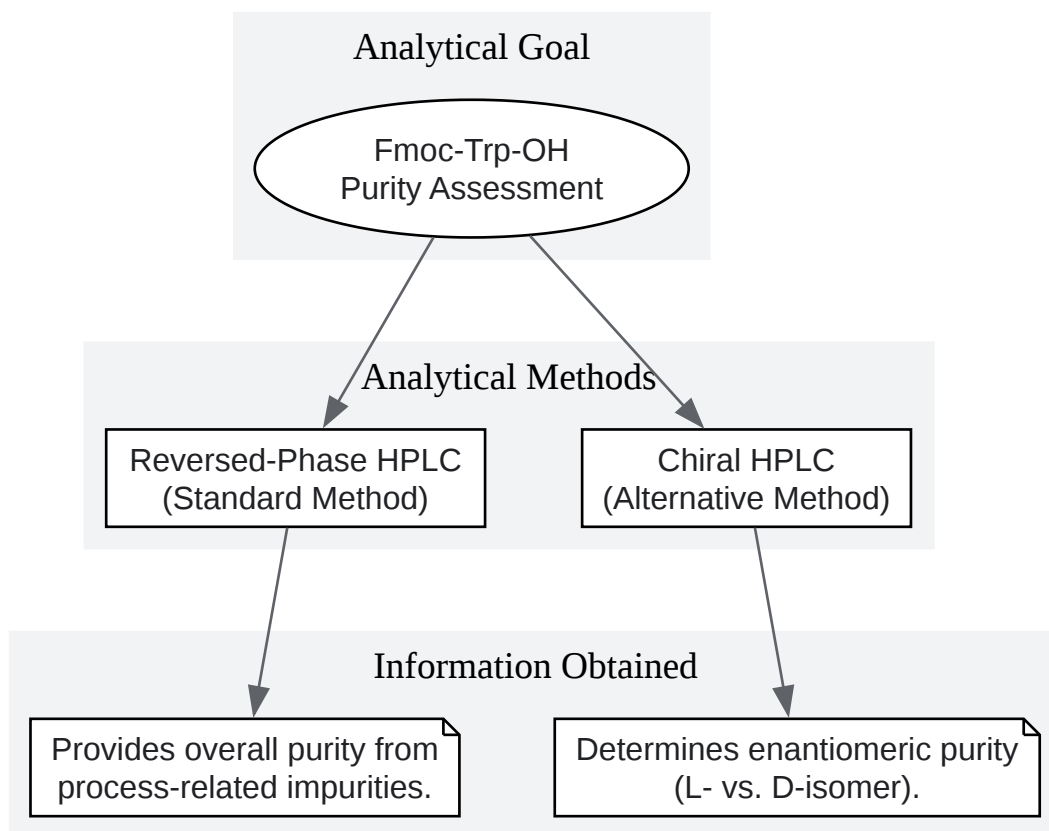 Analytical Goal
Fmoc-Trp-OH
Purity Assessment
Analytical Methods
Reversed-Phase HPLC
(Standard Method)
Chiral HPLC
(Alternative Method)
Information Obtained
Provides overall purity from
process-related impurities.
Determines enantiomeric purity
(L- vs. D-isomer).